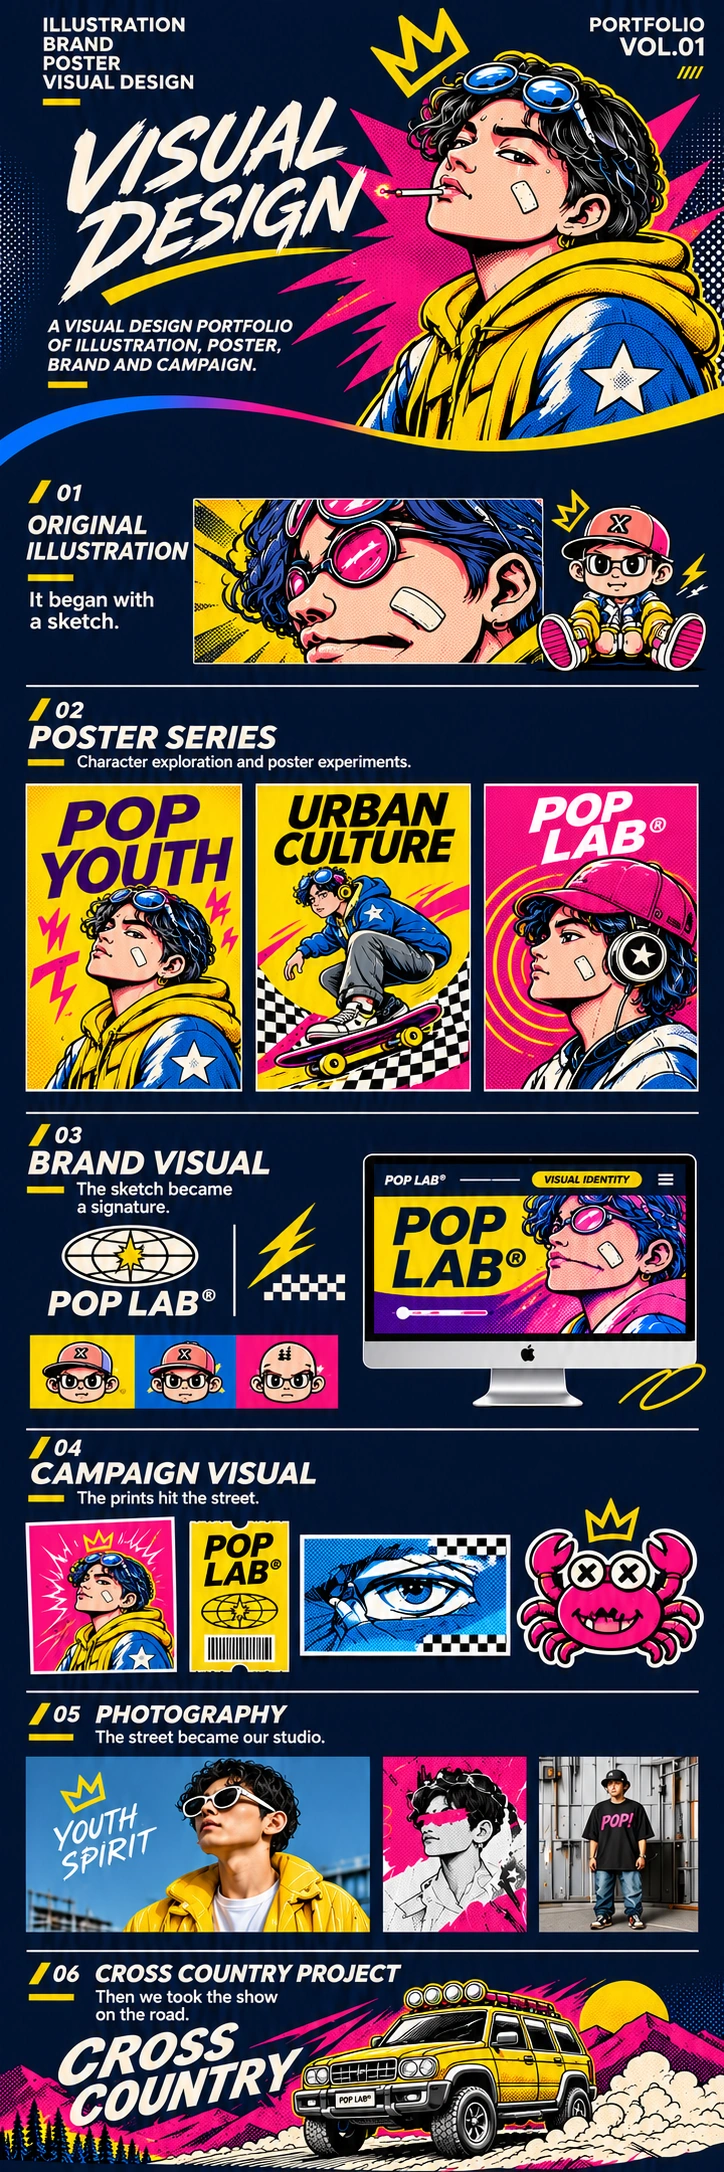 ILLUSTRATION
BRAND
POSTER
VISUAL DESIGN
PORTFOLIO
VOL.01
VISUAL
DESIGN
A VISUAL DESIGN PORTFOLIO
OF ILLUSTRATION, POSTER,
BRAND AND CAMPAIGN.
01
ORIGINAL
ILLUSTRATION
It began with
a sketch.
X
02
POSTER SERIES
Character exploration and poster experiments.
POP
YOUTH
URBAN
CULTURE
POP
LAB®
03
BRAND VISUAL
The sketch became
a signature.
POP LAB®
X
X
POP LAB®
VISUAL IDENTITY
POP
LAB®
04
CAMPAIGN VISUAL
The prints hit the street.
POP
LAB®
05 PHOTOGRAPHY
The street became our studio.
YOUTH
SPiRiT
POP!
06 CROSS COUNTRY PROJECT
Then we took the show
on the road.
CROSS
COUNTRY
POP LAB®